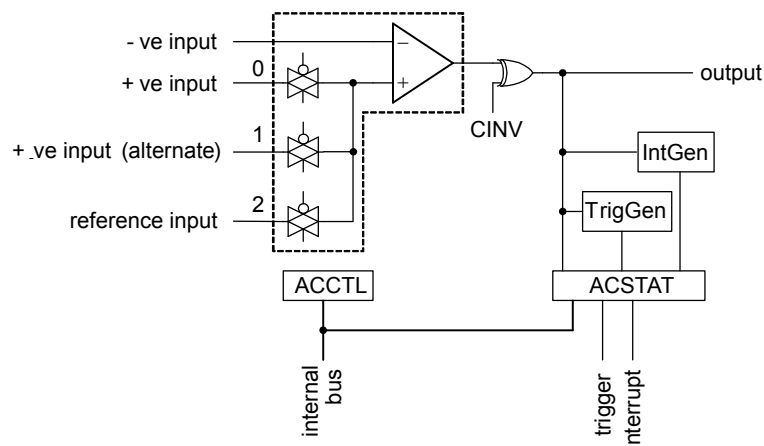 - ve input
−
0
+ ve input
+
output
CINV
1
+ -ve input (alternate)
IntGen
2
reference input
TrigGen
ACCTL
ACSTAT
internal
bus
trigger
nterrupt